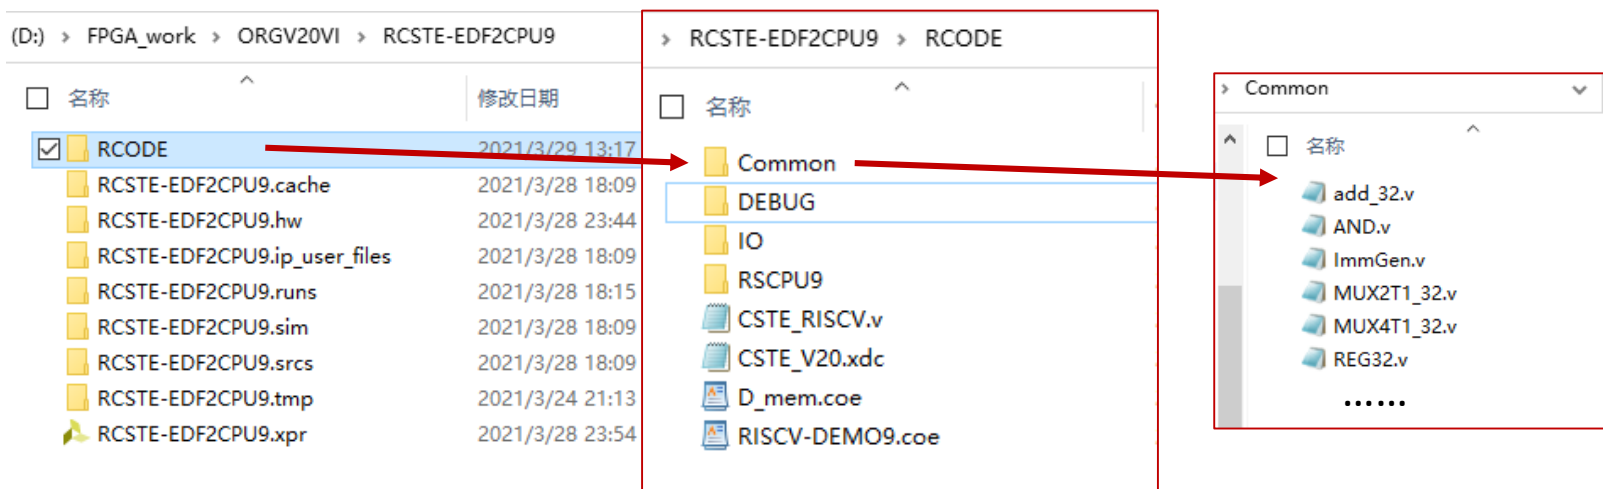 (D:) > FPGA_work > ORGV20VI > RCSTE-EDF2CPU9
名称 修改日期
RCODE 2021/3/29 13:17
RCSTE-EDF2CPU9.cache 2021/3/28 18:09
RCSTE-EDF2CPU9.hw 2021/3/28 23:44
RCSTE-EDF2CPU9.ip_user_files 2021/3/28 18:09
RCSTE-EDF2CPU9.runs 2021/3/28 18:15
RCSTE-EDF2CPU9.sim 2021/3/28 18:09
RCSTE-EDF2CPU9.srcs 2021/3/28 18:09
RCSTE-EDF2CPU9.tmp 2021/3/24 21:13
RCSTE-EDF2CPU9.xpr 2021/3/28 23:54
> RCSTE-EDF2CPU9 > RCODE
名称
Common
DEBUG
IO
RSCPU9
CSTE_RISCV.v
CSTE_V20.xdc
D_mem.coe
RISCV-DEMO9.coe
> Common
名称
add_32.v
AND.v
ImmGen.v
MUX2T1_32.v
MUX4T1_32.v
REG32.v
……